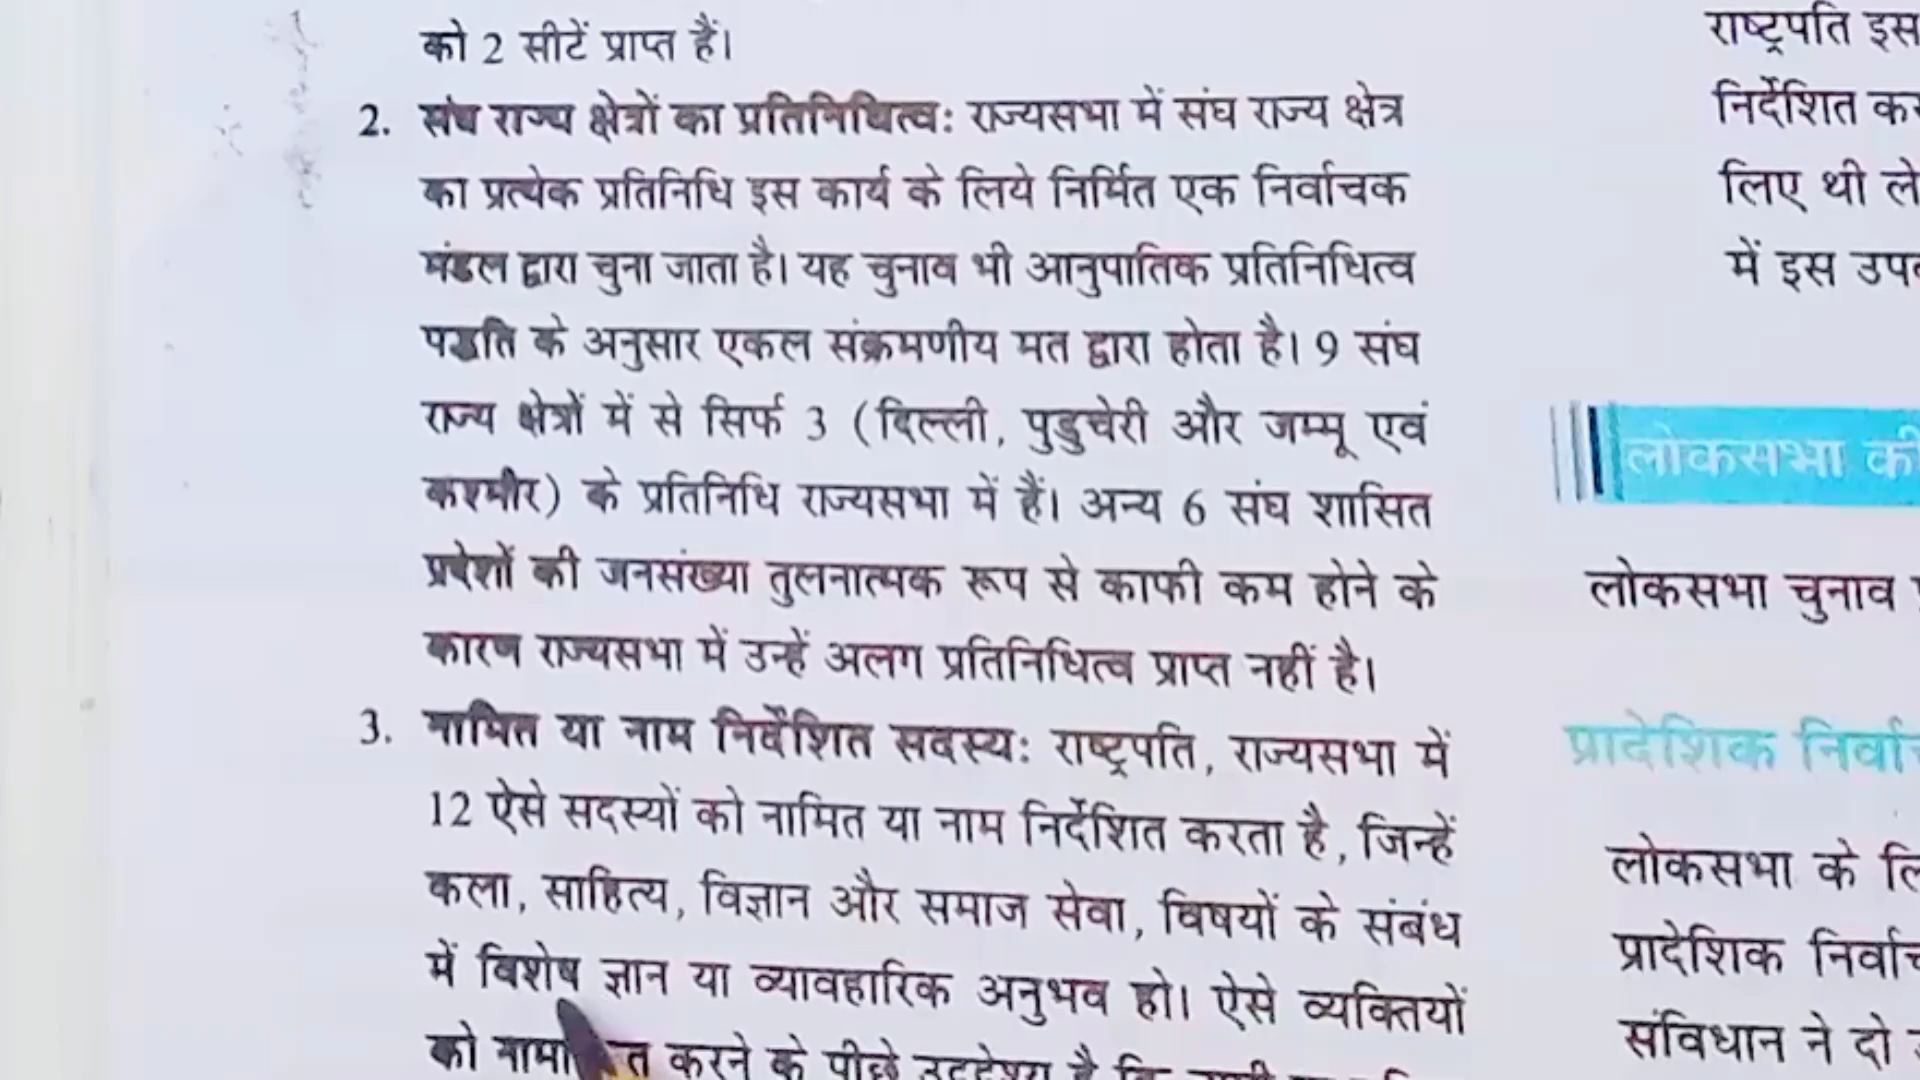 को 2 सीटें प्राप्त हैं।
2. संघ राज्य क्षेत्रों का प्रतिनिधित्व: राज्यसभा में संघ राज्य क्षेत्र
का प्रत्येक प्रतिनिधि इस कार्य के लिये निर्मित एक निर्वाचक
मंडल द्वारा चुना जाता है। यह चुनाव भी आनुपातिक प्रतिनिधित्व
पद्धति के अनुसार एकल संक्रमणीय मत द्वारा होता है। 9 संघ
राज्य क्षेत्रों में से सिर्फ 3 (दिल्ली, पुडुचेरी और जम्मू एवं
कश्मीर) के प्रतिनिधि राज्यसभा में हैं। अन्य 6 संघ शासित
प्रदेशों की जनसंख्या तुलनात्मक रूप से काफी कम होने के
कारण राज्यसभा में उन्हें अलग प्रतिनिधित्व प्राप्त नहीं है।
3. नामित या नाम निर्देशित सदस्य: राष्ट्रपति, राज्यसभा में
12 ऐसे सदस्यों को नामित या नाम निर्देशित करता है, जिन्हें
कला, साहित्य, विज्ञान और समाज सेवा, विषयों के संबंध
में विशेष ज्ञान या व्यावहारिक अनुभव हो। ऐसे व्यक्तियों
को करने के पीछे उद्देश्य है कि
राष्ट्रपति इस
निर्देशित
लिए थी
में इस
लोकसभा की
लोकसभा चुनाव
प्रादेशिक
लोकसभा के
प्रादेशिक
संविधान ने दो